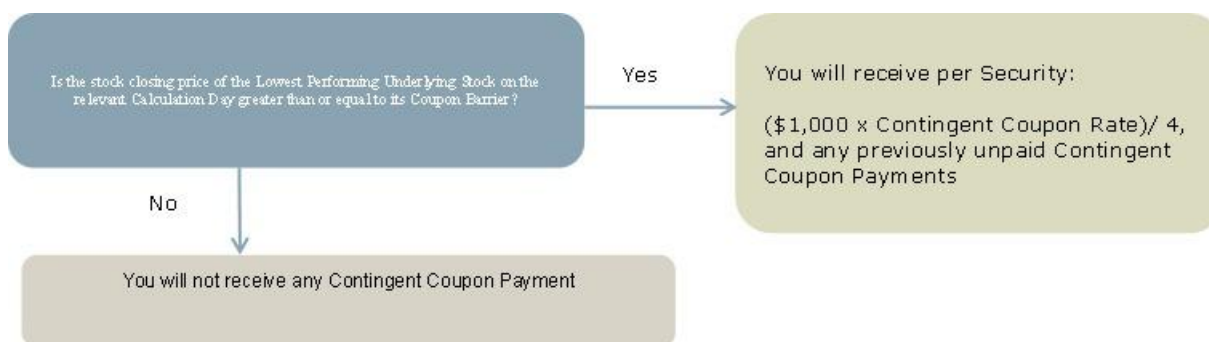 Is the stock closing price of the Lowest Performing Underlying Stock on the
relevant Calculation Day greater than or equal to its Coupon Barrier?
Yes
You will receive per Security:
($1,000 x Contingent Coupon Rate)/ 4,
and any previously unpaid Contingent
Coupon Payments
No
You will not receive any Contingent Coupon Payment